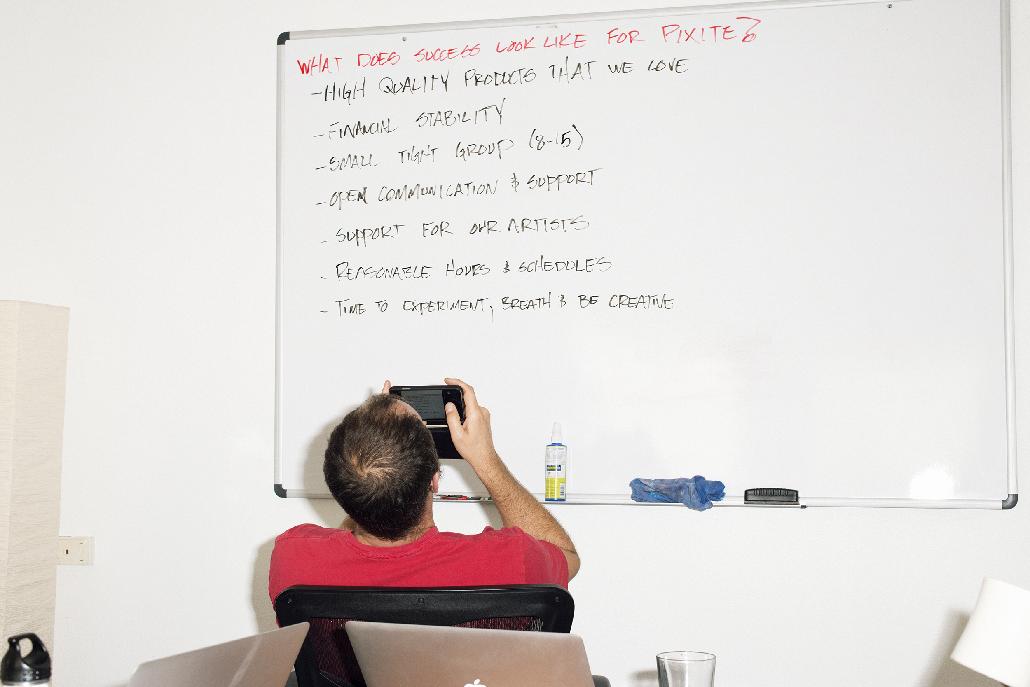 WHAT DOES SUCCESS LOOK LIKE FOR PIXITE?
- HIGH QUALITY PRODUCTS THAT WE LOVE
- FINANCIAL STABILITY
- SMALL TIGHT GROUP (8-15)
- OPEN COMMUNICATION & SUPPORT
- SUPPORT FOR OUR ARTISTS
- REASONABLE HOURS & SCHEDULES
- TIME TO EXPERIMENT, BREATH & BE CREATIVE